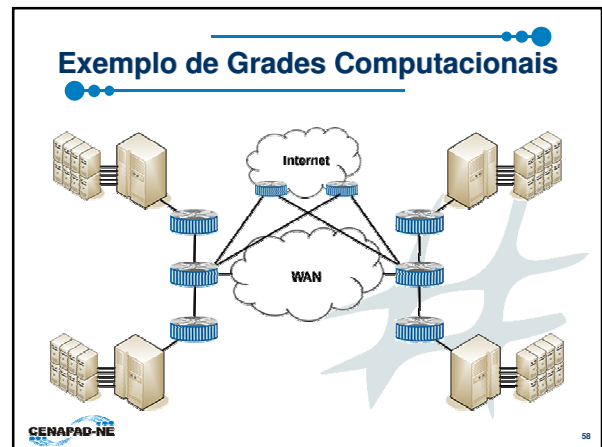 Exemplo de Grades Computacionais
Internet
WAN
CENAPAD-NE
58